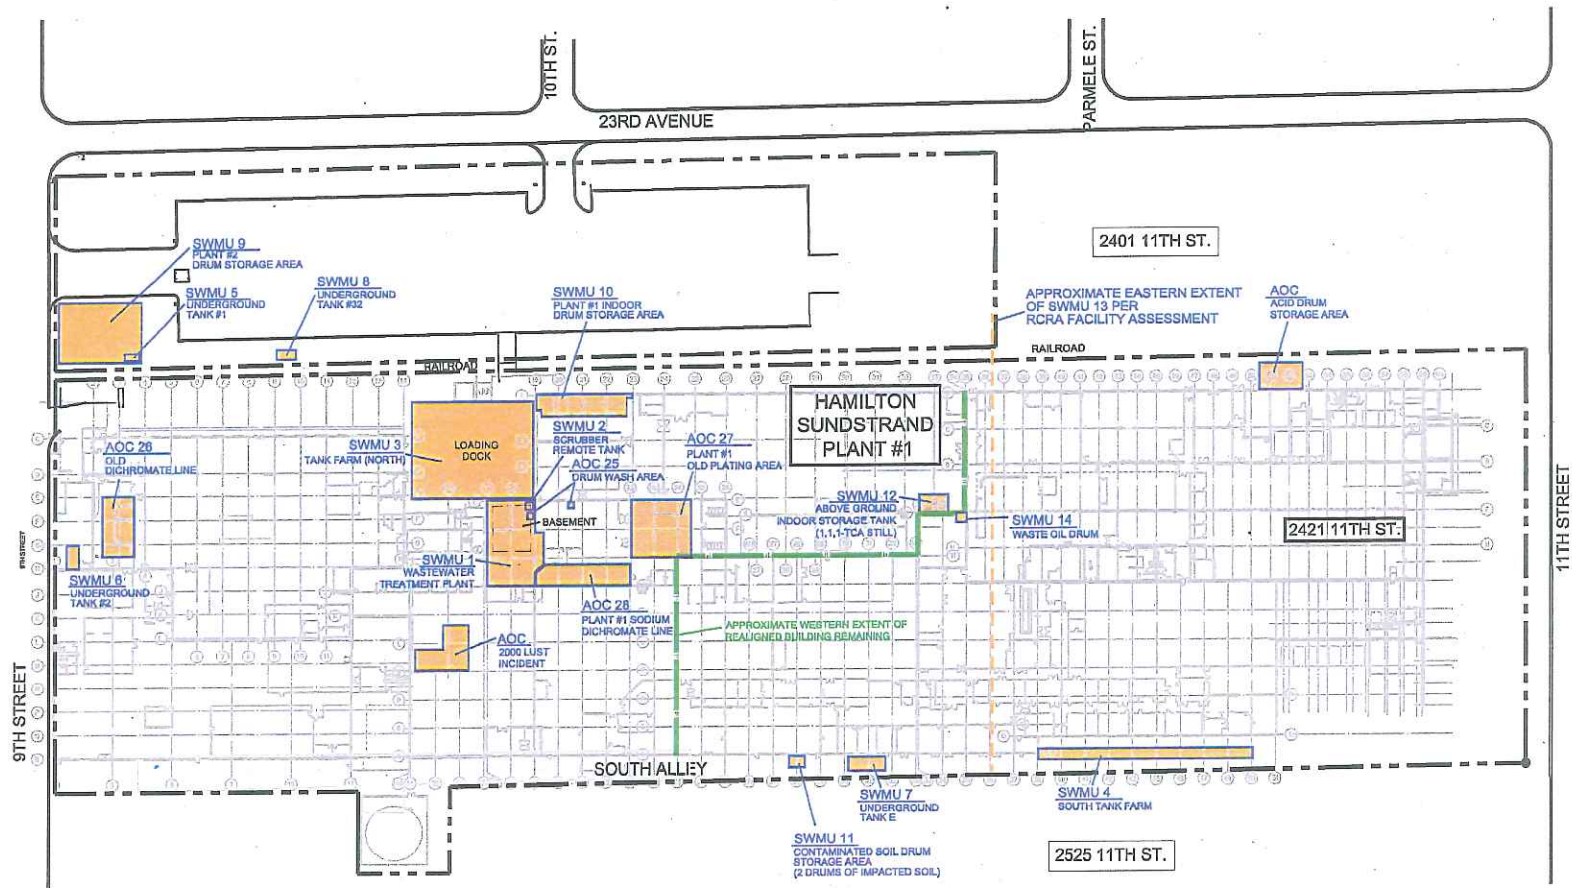 10TH ST.
PARMELE ST.
23RD AVENUE
2401 11TH ST.
SWMU 9
PLANT #2
DRUM STORAGE AREA
SWMU 5
UNDERGROUND
TANK #1
SWMU 8
UNDERGROUND
TANK #32
SWMU 10
PLANT #1 INDOOR
DRUM STORAGE AREA
APPROXIMATE EASTERN EXTENT
OF SWMU 13 PER
RCRA FACILITY ASSESSMENT
AOC
ACID DRUM
STORAGE AREA
RAILROAD
RAILROAD
HAMILTON
SUNDSTRAND
PLANT #1
AOC 26
OLD
DICHROMATE LINE
SWMU 3
TANK FARM (NORTH)
LOADING
DOCK
SWMU 2
SCRUBBER
REMOTE TANK
AOC 25
DRUM WASH AREA
AOC 27
PLANT #1
OLD PLATING AREA
BASEMENT
SWMU 12
ABOVE GROUND
INDOOR STORAGE TANK
(1,1,1-TCA STILL)
SWMU 14
WASTE OIL DRUM
2421 11TH ST.
11TH STREET
9TH STREET
SWMU 6
UNDERGROUND
TANK #2
SWMU 1
WASTEWATER
TREATMENT PLANT
AOC 28
PLANT #1 SODIUM
DICHROMATE LINE
APPROXIMATE WESTERN EXTENT OF
REALIGNED BUILDING REMAINING
AOC
2000 LUST
INCIDENT
9TH STREET
SOUTH ALLEY
SWMU 7
UNDERGROUND
TANK E
SWMU 4
SOUTH TANK FARM
SWMU 11
CONTAMINATED SOIL DRUM
STORAGE AREA
(2 DRUMS OF IMPACTED SOIL)
2525 11TH ST.